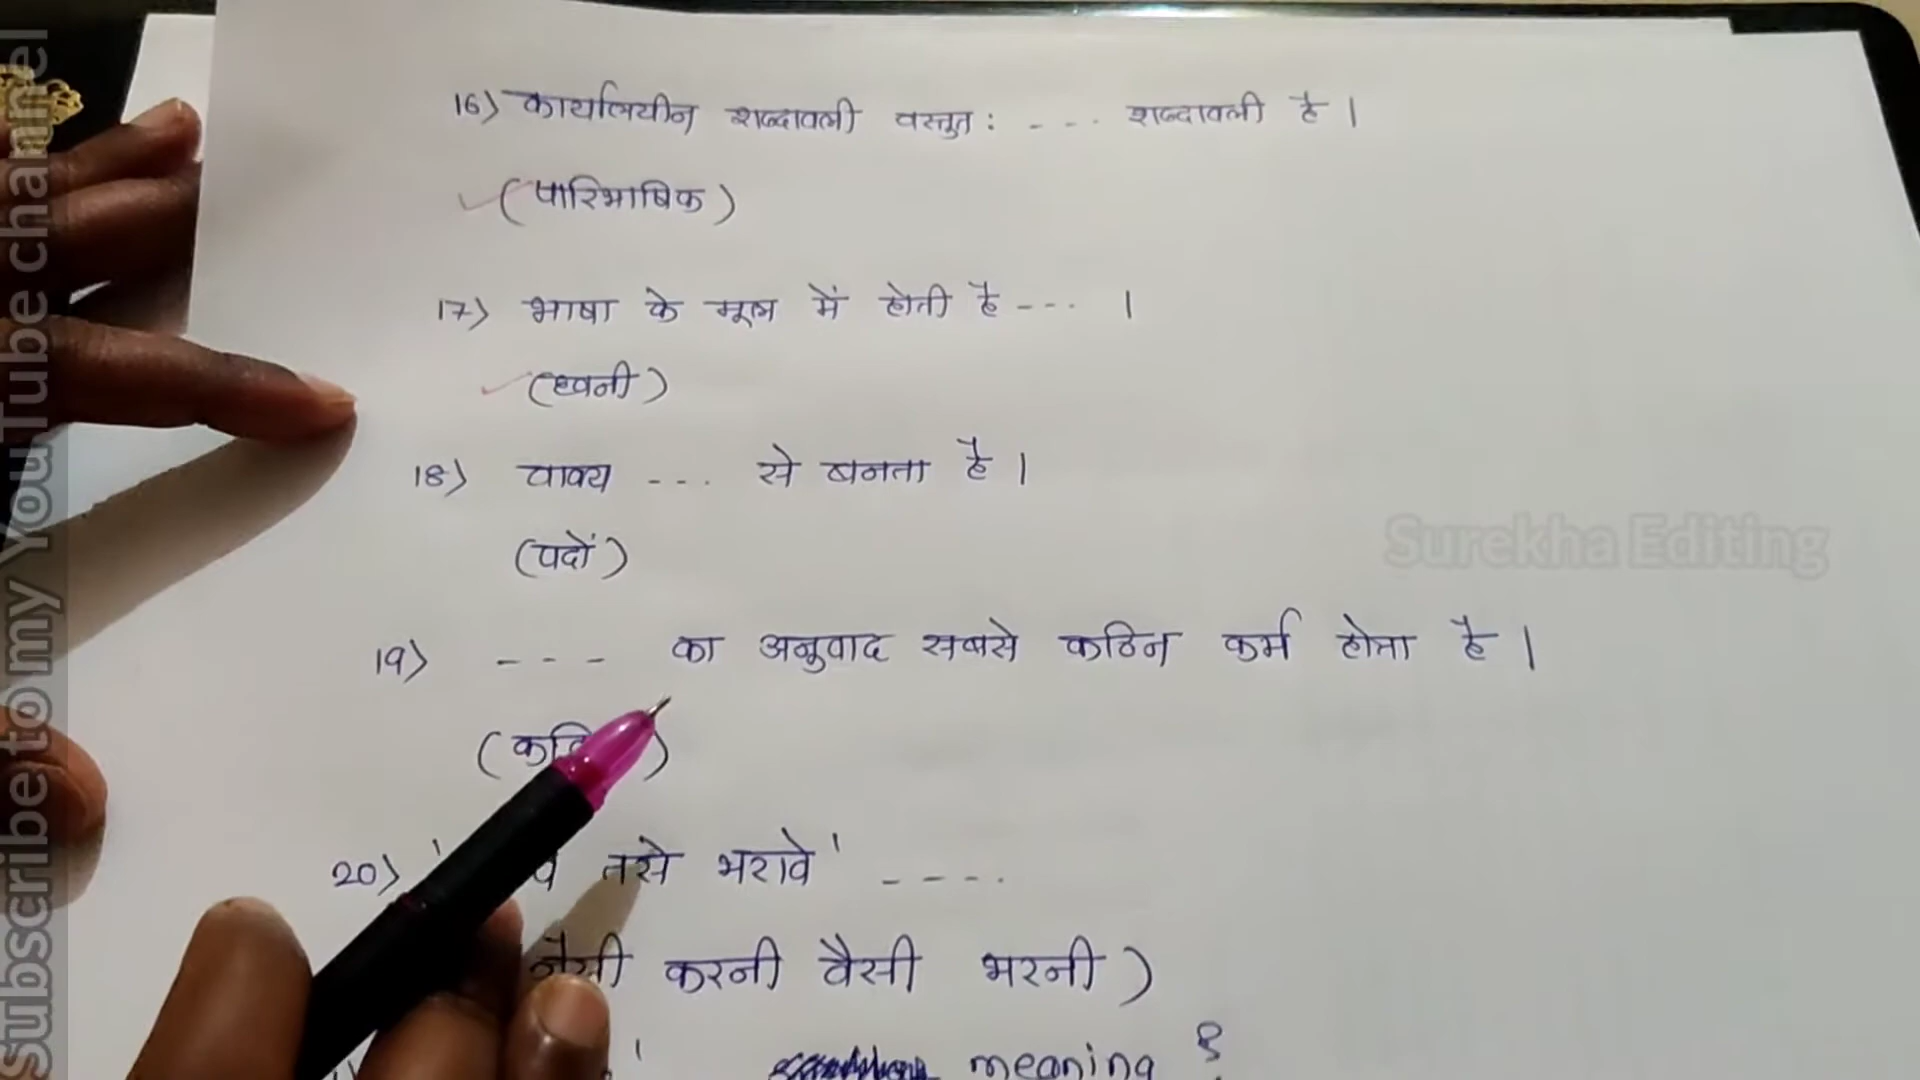 Subscribe to my YouTube channel
16) कार्यालियीन शब्दावली वस्तुत: --- शब्दावली है।
(पारिभाषिक)
17) भाषा के मूल में होती है --- ।
(ध्वनी)
18) वाक्य --- से बनता है।
(पदों)
Surekha Editing
19) --- का अनुवाद सबसे कठिन कर्म होता है।
20) ' तसे भरावे' ----
जैसी करनी वैसी भरनी)
meaning ?